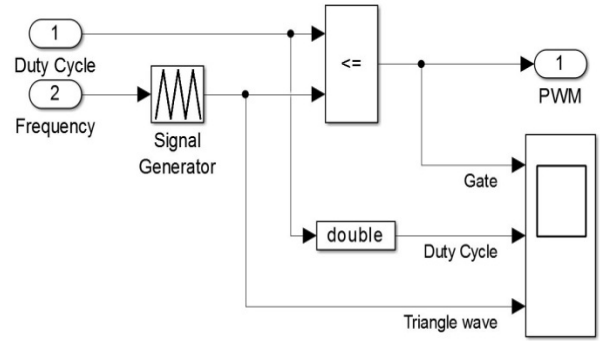 1
Duty Cycle
2
Frequency
Signal
Generator
<=
1
PWM
Gate
double
Duty Cycle
Triangle wave